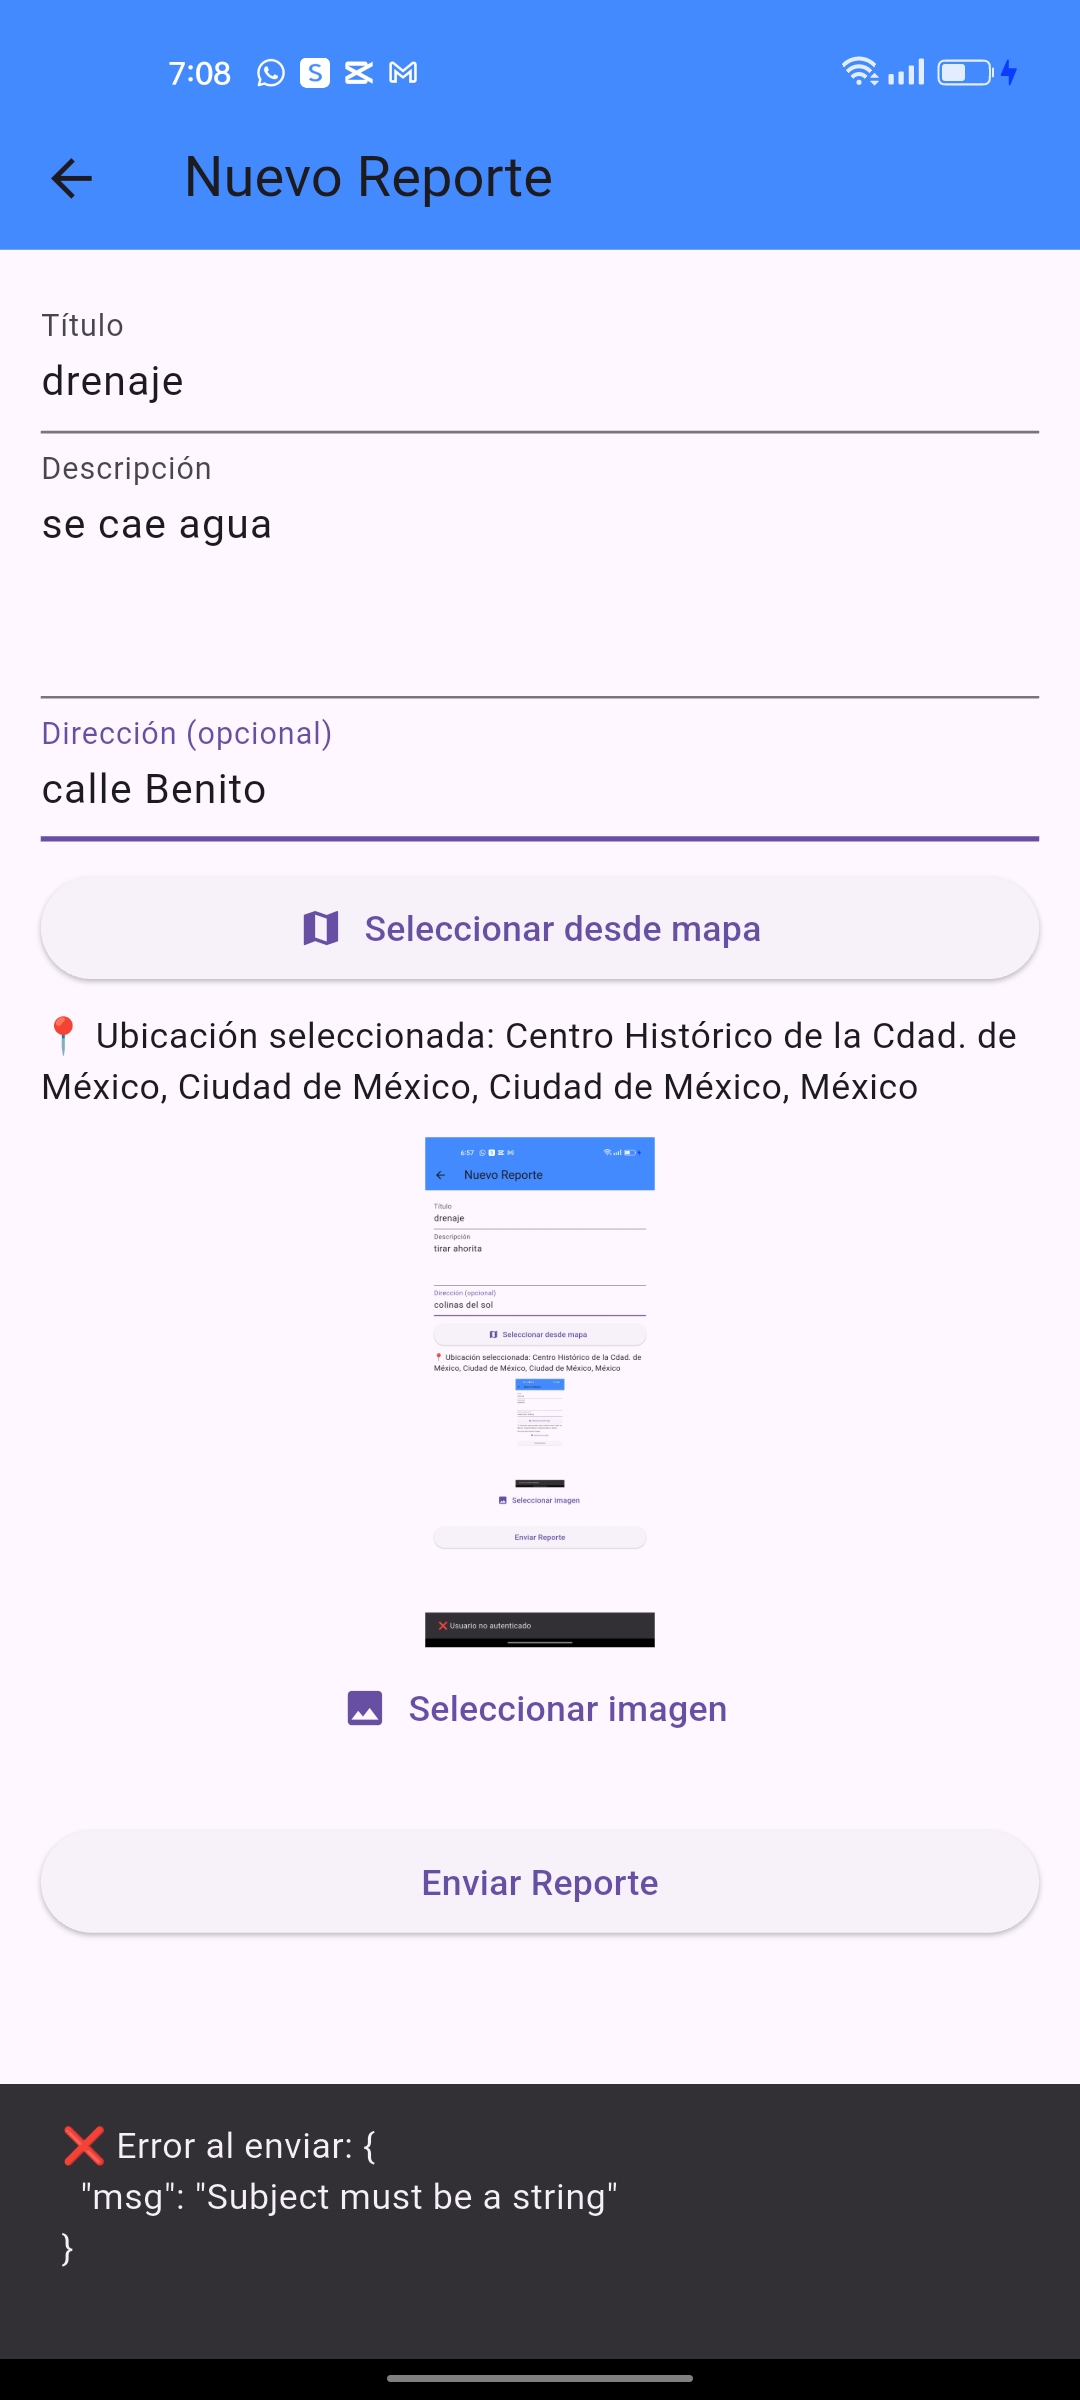 7:08
Nuevo Reporte
Título
drenaje
Descripción
se cae agua
Dirección (opcional)
calle Benito
Seleccionar desde mapa
📍 Ubicación seleccionada: Centro Histórico de la Cdad. de
México, Ciudad de México, Ciudad de México, México
6:57
Nuevo Reporte
Título
drenaje
Descripción
tirar ahorita
Dirección (opcional)
colinas del sol
Seleccionar desde mapa
📍 Ubicación seleccionada: Centro Histórico de la Cdad. de
México, Ciudad de México, Ciudad de México, México
Seleccionar imagen
Enviar Reporte
❌ Usuario no autenticado
Seleccionar imagen
Enviar Reporte
❌ Error al enviar: {
"msg": "Subject must be a string"
}